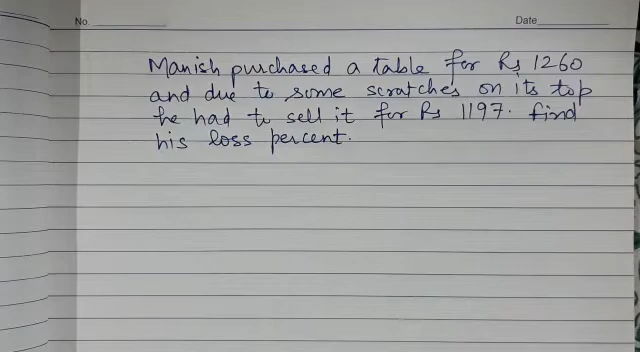 No.
Date
Manish purchased a table for Rs 1260
and due to some scratches on its top
he had to sell it for Rs 1197. find
his loss percent.